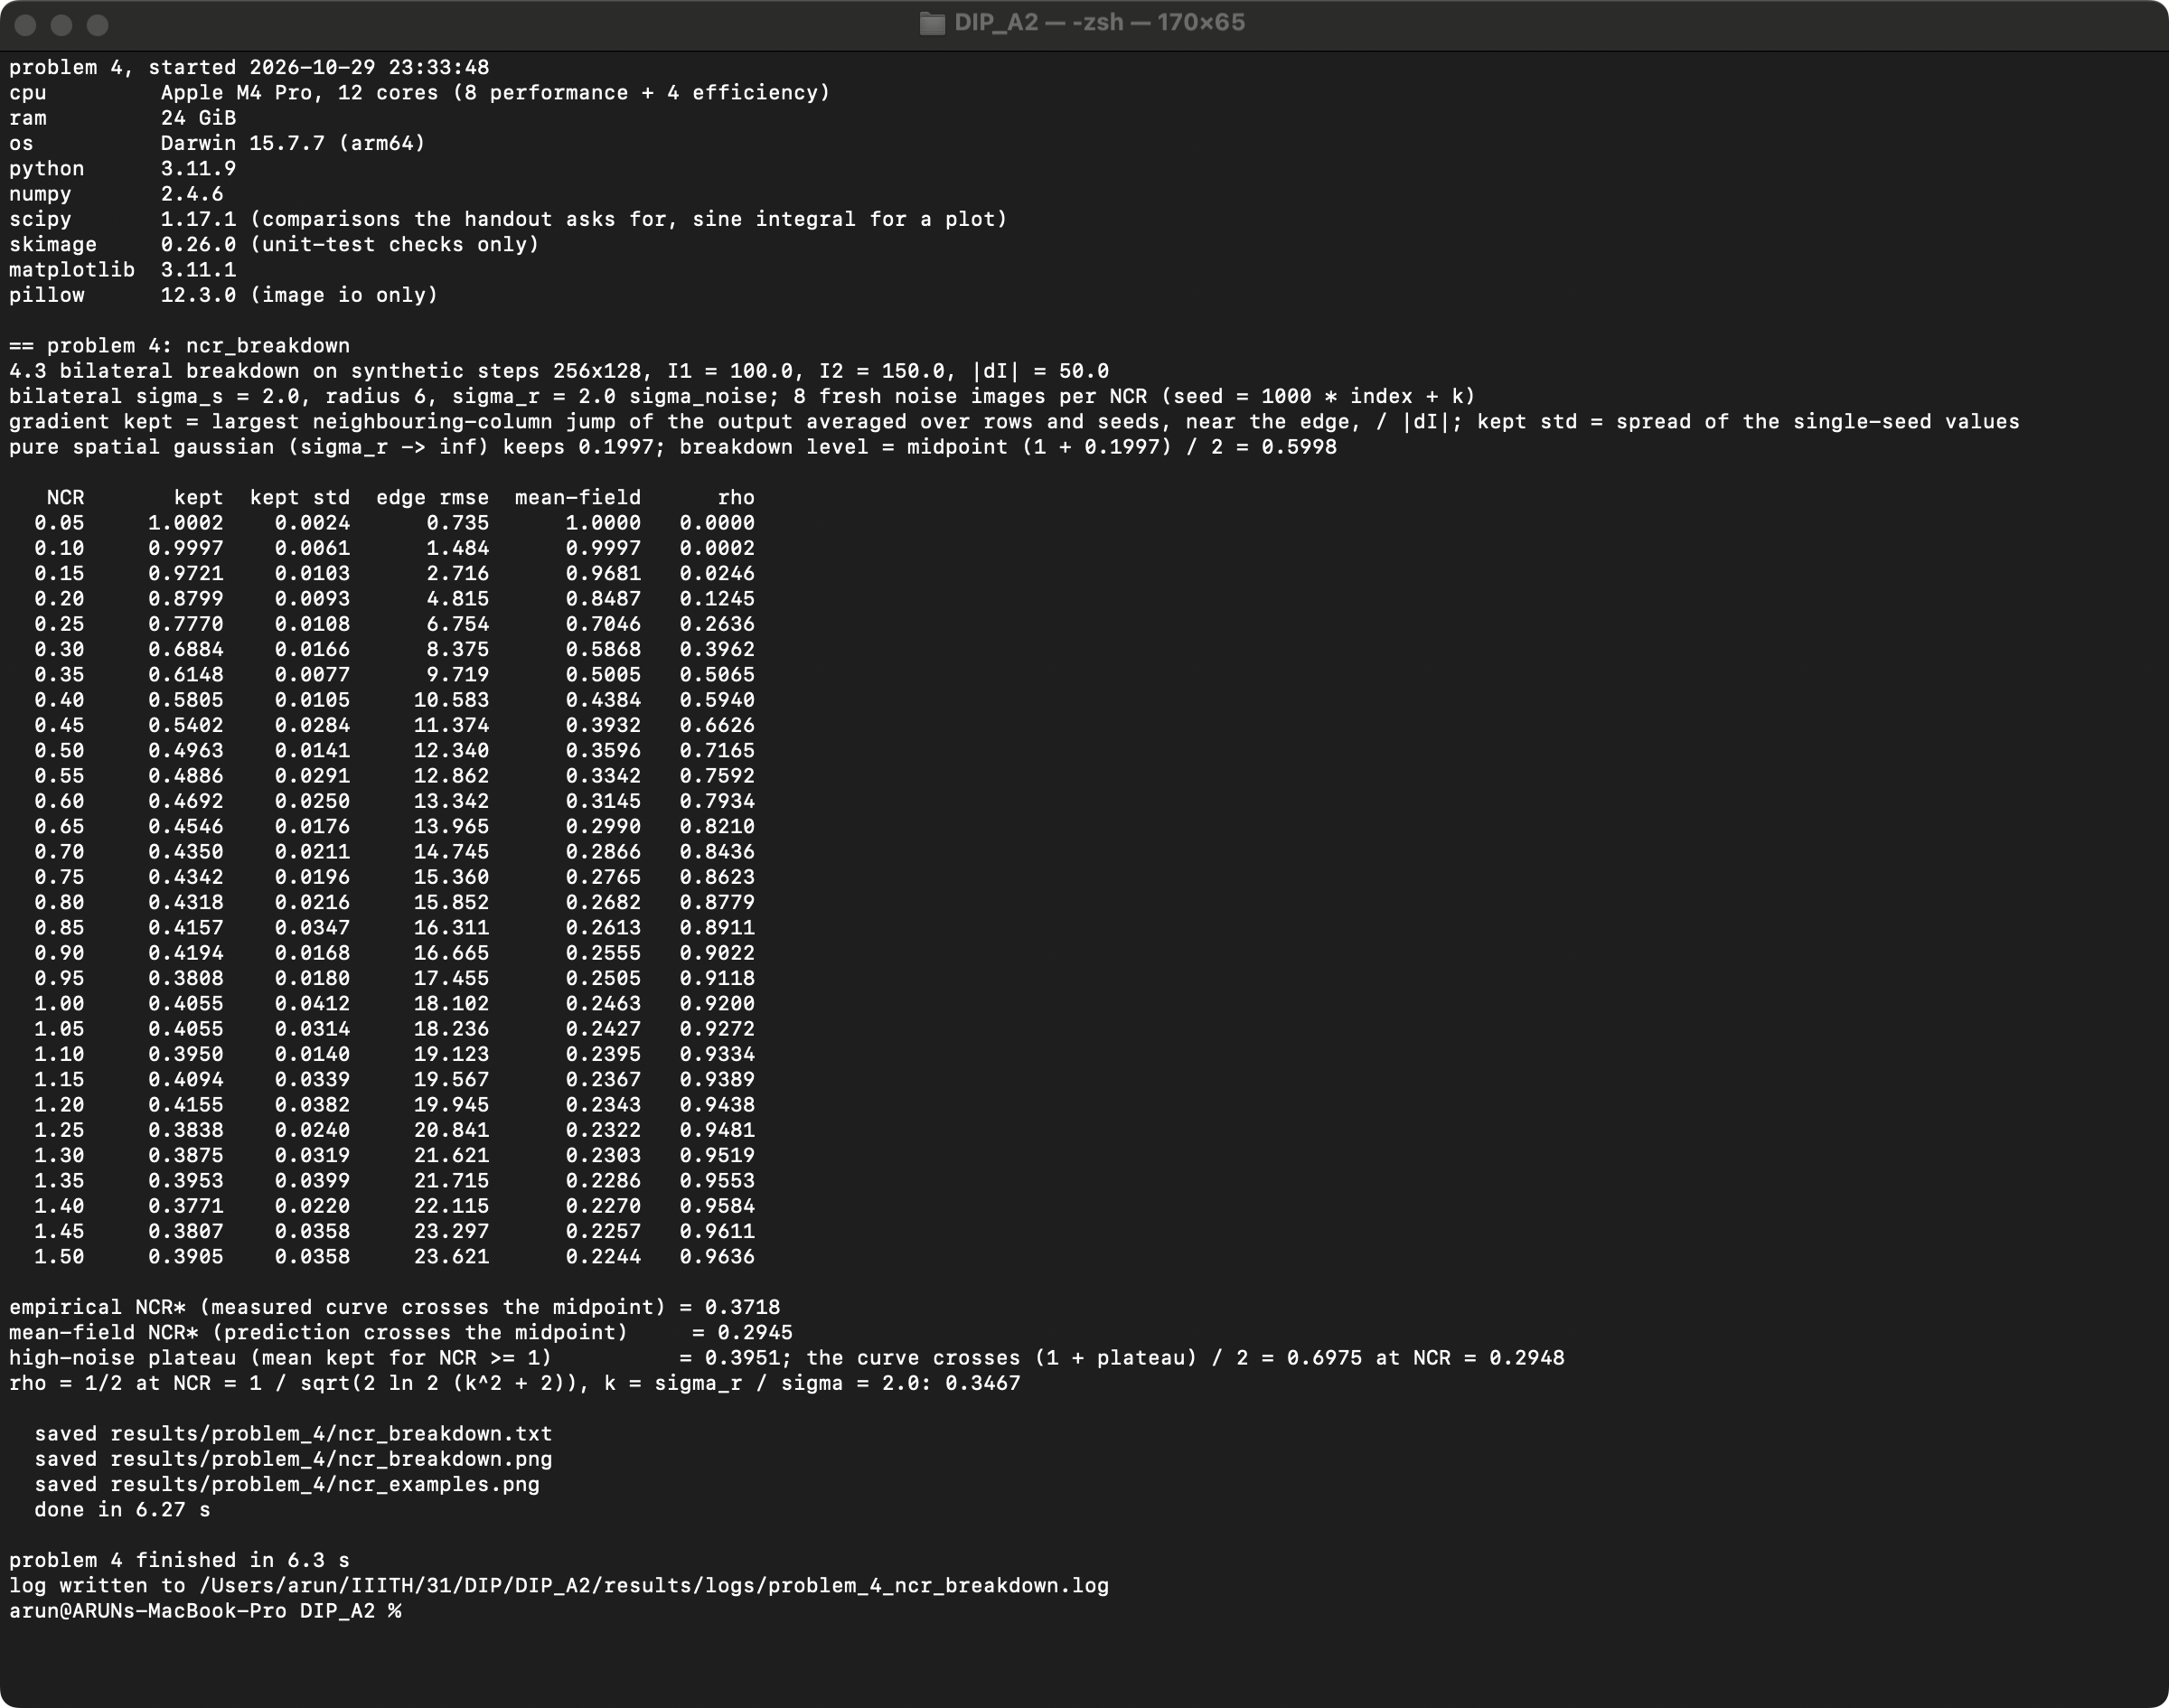 DIP_A2 — -zsh — 170×65
problem 4, started 2026-10-29 23:33:48
cpu         Apple M4 Pro, 12 cores (8 performance + 4 efficiency)
ram         24 GiB
os          Darwin 15.7.7 (arm64)
python      3.11.9
numpy       2.4.6
scipy       1.17.1 (comparisons the handout asks for, sine integral for a plot)
skimage     0.26.0 (unit-test checks only)
matplotlib  3.11.1
pillow      12.3.0 (image io only)
== problem 4: ncr_breakdown
4.3 bilateral breakdown on synthetic steps 256x128, I1 = 100.0, I2 = 150.0, |dI| = 50.0
bilateral sigma_s = 2.0, radius 6, sigma_r = 2.0 sigma_noise; 8 fresh noise images per NCR (seed = 1000 * index + k)
gradient kept = largest neighbouring-column jump of the output averaged over rows and seeds, near the edge, / |dI|; kept std = spread of the single-seed values
pure spatial gaussian (sigma_r -> inf) keeps 0.1997; breakdown level = midpoint (1 + 0.1997) / 2 = 0.5998
   NCR       kept  kept std  edge rmse  mean-field      rho
  0.05     1.0002    0.0024      0.735      1.0000   0.0000
  0.10     0.9997    0.0061      1.484      0.9997   0.0002
  0.15     0.9721    0.0103      2.716      0.9681   0.0246
  0.20     0.8799    0.0093      4.815      0.8487   0.1245
  0.25     0.7770    0.0108      6.754      0.7046   0.2636
  0.30     0.6884    0.0166      8.375      0.5868   0.3962
  0.35     0.6148    0.0077      9.719      0.5005   0.5065
  0.40     0.5805    0.0105     10.583      0.4384   0.5940
  0.45     0.5402    0.0284     11.374      0.3932   0.6626
  0.50     0.4963    0.0141     12.340      0.3596   0.7165
  0.55     0.4886    0.0291     12.862      0.3342   0.7592
  0.60     0.4692    0.0250     13.342      0.3145   0.7934
  0.65     0.4546    0.0176     13.965      0.2990   0.8210
  0.70     0.4350    0.0211     14.745      0.2866   0.8436
  0.75     0.4342    0.0196     15.360      0.2765   0.8623
  0.80     0.4318    0.0216     15.852      0.2682   0.8779
  0.85     0.4157    0.0347     16.311      0.2613   0.8911
  0.90     0.4194    0.0168     16.665      0.2555   0.9022
  0.95     0.3808    0.0180     17.455      0.2505   0.9118
  1.00     0.4055    0.0412     18.102      0.2463   0.9200
  1.05     0.4055    0.0314     18.236      0.2427   0.9272
  1.10     0.3950    0.0140     19.123      0.2395   0.9334
  1.15     0.4094    0.0339     19.567      0.2367   0.9389
  1.20     0.4155    0.0382     19.945      0.2343   0.9438
  1.25     0.3838    0.0240     20.841      0.2322   0.9481
  1.30     0.3875    0.0319     21.621      0.2303   0.9519
  1.35     0.3953    0.0399     21.715      0.2286   0.9553
  1.40     0.3771    0.0220     22.115      0.2270   0.9584
  1.45     0.3807    0.0358     23.297      0.2257   0.9611
  1.50     0.3905    0.0358     23.621      0.2244   0.9636
empirical NCR* (measured curve crosses the midpoint) = 0.3718
mean-field NCR* (prediction crosses the midpoint)     = 0.2945
high-noise plateau (mean kept for NCR >= 1)          = 0.3951; the curve crosses (1 + plateau) / 2 = 0.6975 at NCR = 0.2948
rho = 1/2 at NCR = 1 / sqrt(2 ln 2 (k^2 + 2)), k = sigma_r / sigma = 2.0: 0.3467
  saved results/problem_4/ncr_breakdown.txt
  saved results/problem_4/ncr_breakdown.png
  saved results/problem_4/ncr_examples.png
  done in 6.27 s
problem 4 finished in 6.3 s
log written to /Users/arun/IIITH/31/DIP/DIP_A2/results/logs/problem_4_ncr_breakdown.log
arun@ARUNs-MacBook-Pro DIP_A2 %